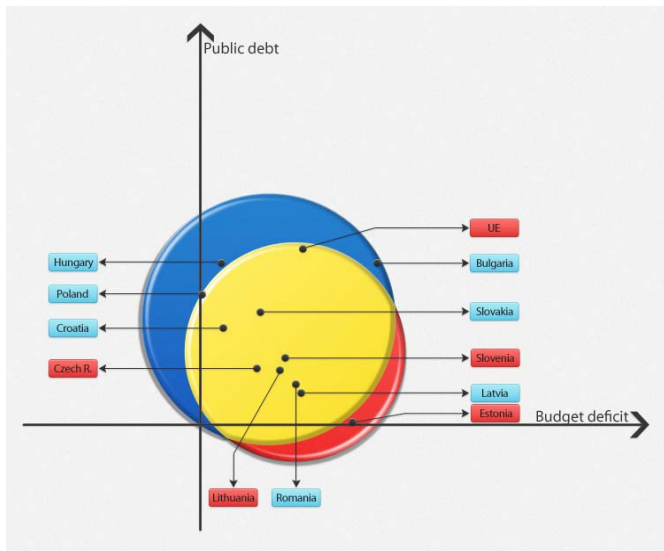 Public debt
UE
Hungary
Bulgaria
Poland
Slovakia
Croatia
Slovenia
Czech R.
Latvia
Estonia
Budget deficit
Lithuania
Romania